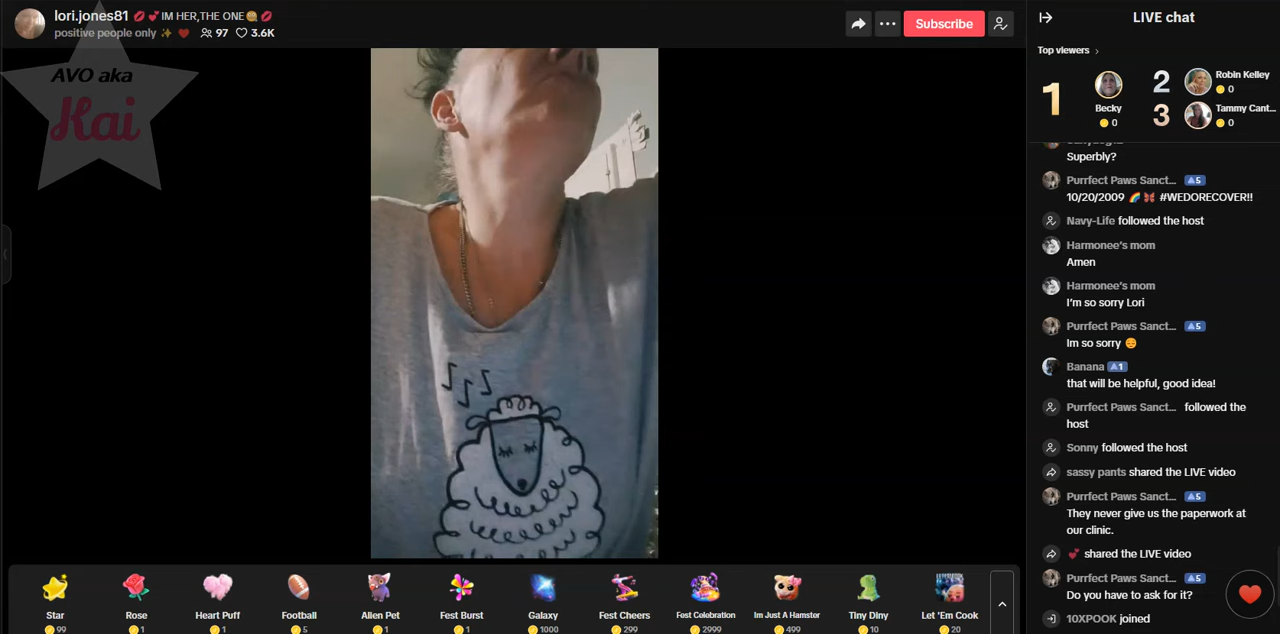 lori.jones81 💋 💕IM HER,THE ONE🥰 💋
positive people only ✨ ❤️ 97 3.6K
Subscribe
AVO aka
Kai
LIVE chat
Top viewers ›
1 Becky 0
2 Robin Kelley 0
3 Tammy Cant... 0
Superbly?
Purrfect Paws Sanct... 5
10/20/2009 🌈 🦋 #WEDORECOVER!!
Navy-Life followed the host
Harmonee's mom
Amen
Harmonee's mom
I'm so sorry Lori
Purrfect Paws Sanct... 5
Im so sorry 😔
Banana 1
that will be helpful, good idea!
Purrfect Paws Sanct... followed the
host
Sonny followed the host
sassy pants shared the LIVE video
Purrfect Paws Sanct... 5
They never give us the paperwork at
our clinic.
💕 shared the LIVE video
Purrfect Paws Sanct... 5
Do you have to ask for it?
10XPOOK joined
Star Rose Heart Puff Football Alien Pet Fest Burst Galaxy Fest Cheers Fest Celebration Im Just A Hamster Tiny Diny Let 'Em Cook
99 1 1 5 1 1 1000 299 2999 499 10 20